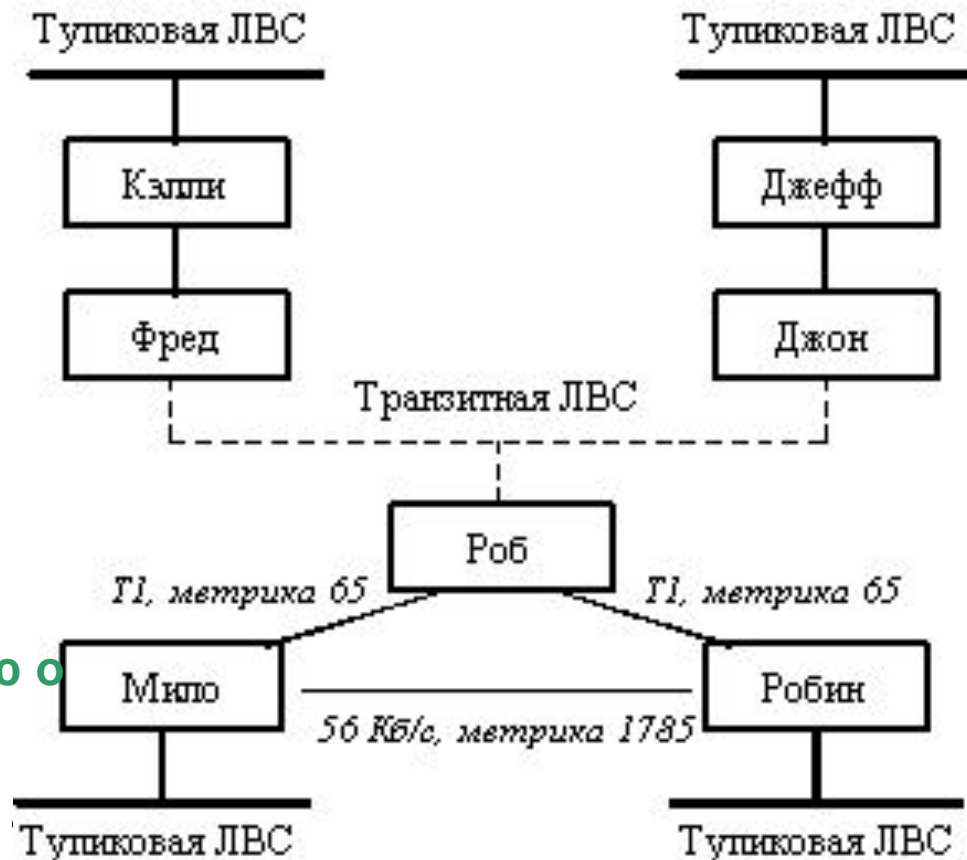 Тупиковая ЛВС
Тупиковая ЛВС
Кэлли
Джефф
Фред
Джон
Транзитная ЛВС
Роб
T1, метрика 65
T1, метрика 65
о о
Мило
Робин
56 Кб/с, метрика 1785
Тупиковая ЛВС
Тупиковая ЛВС